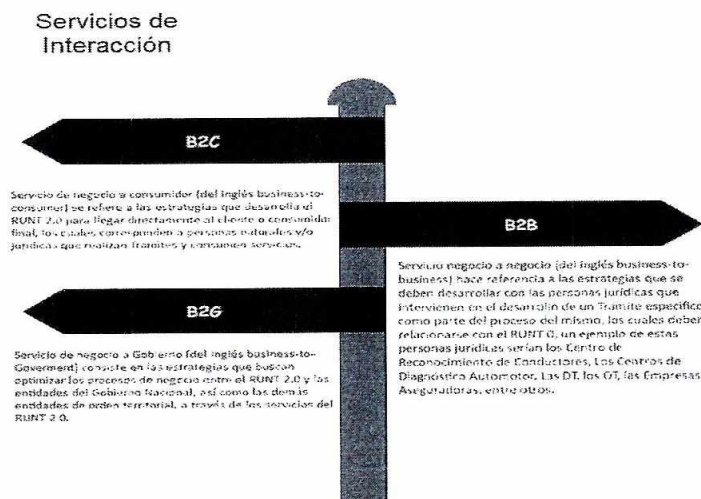 Servicios de
Interacción
B2C
Servicio de negocio a consumidor (del inglés business-to-
consumer) se refiere a las estrategias que desarrolla el
RUNT 2.0 para llegar directamente al cliente o consumidor
final, los cuales corresponden a personas naturales y/o
jurídicas que realizan Tramites y consumen servicios.
B2B
Servicio negocio a negocio (del inglés business-to-
business) hace referencia a las estrategias que se
deben desarrollar con las personas jurídicas que
intervienen en el desarrollo de un Tramite especifico
como parte del proceso del mismo, los cuales deben
relacionarse con el RUNT 0, un ejemplo de estas
personas jurídicas serían los Centro de
Reconocimiento de Conductores, Los Centros de
Diagnóstico Automotor, Las DT, los OT, las Empresas
Aseguradoras, entre otros.
B2G
Servicio de negocio a Gobierno (del inglés business-to-
Goverment) consiste en las estrategias que buscan
optimizar los procesos de negocio entre el RUNT 2.0 y las
entidades del Gobierno Nacional, así como las demás
entidades de orden territorial, a través de los servicios del
RUNT 2.0.